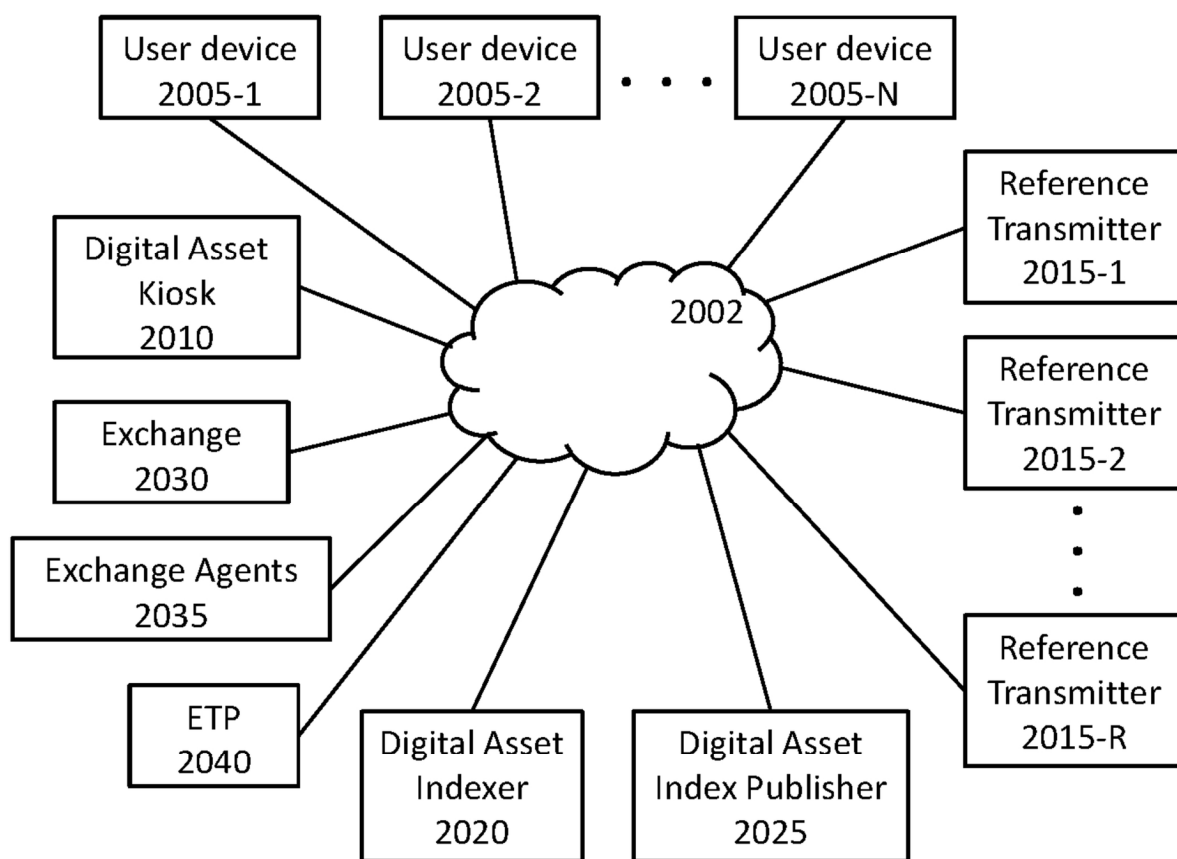 User device
2005-1
User device
2005-2
User device
2005-N
Reference
Transmitter
2015-1
Digital Asset
Kiosk
2010
2002
Reference
Transmitter
2015-2
Exchange
2030
Exchange Agents
2035
Reference
Transmitter
2015-R
ETP
2040
Digital Asset
Indexer
2020
Digital Asset
Index Publisher
2025